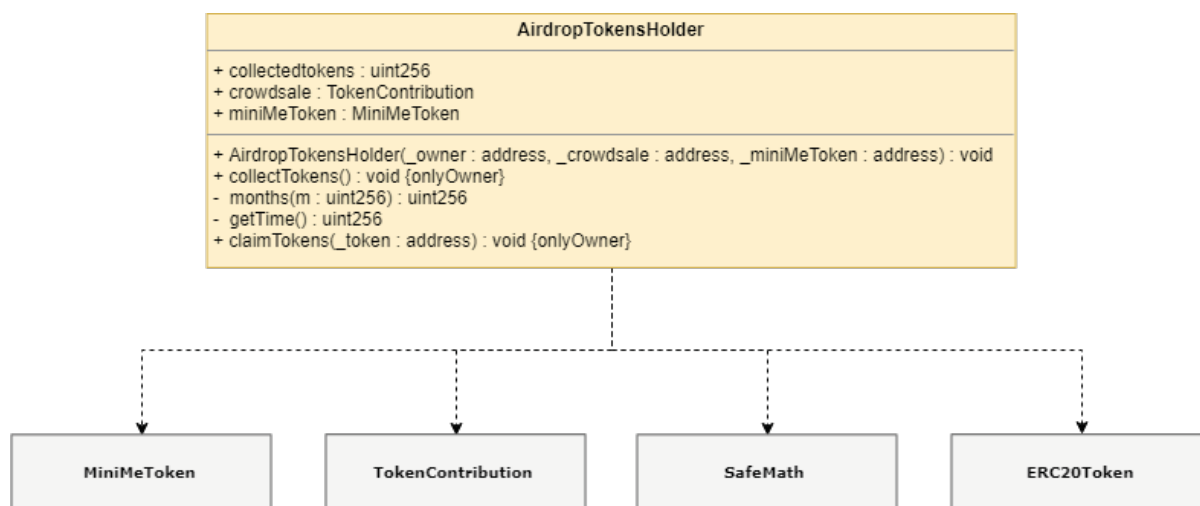 AirdropTokensHolder
+ collectedtokens : uint256
+ crowdsale : TokenContribution
+ miniMeToken : MiniMeToken
+ AirdropTokensHolder(_owner : address, _crowdsale : address, _miniMeToken : address) : void
+ collectTokens() : void {onlyOwner}
- months(m : uint256) : uint256
- getTime() : uint256
+ claimTokens(_token : address) : void {onlyOwner}
MiniMeToken
TokenContribution
SafeMath
ERC20Token